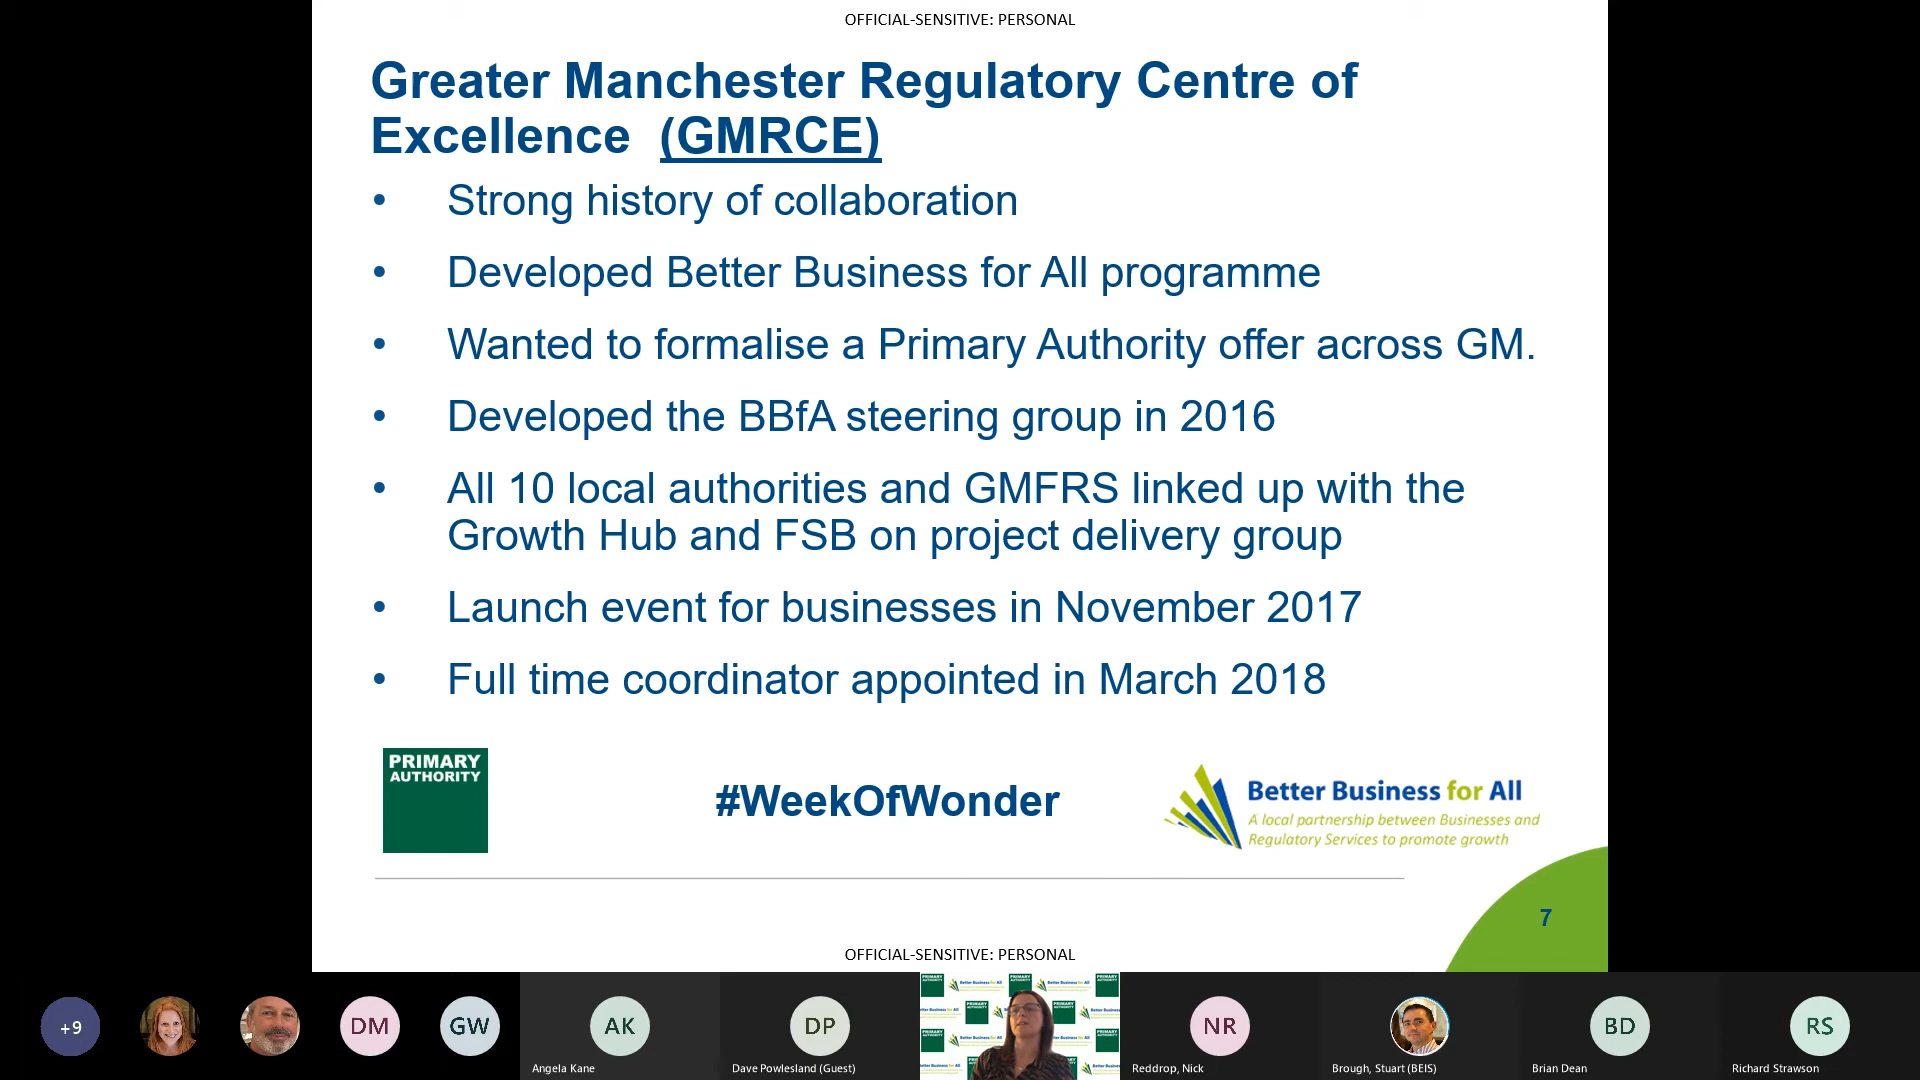 OFFICIAL-SENSITIVE: PERSONAL
Greater Manchester Regulatory Centre of
Excellence (GMRCE)
• Strong history of collaboration
• Developed Better Business for All programme
• Wanted to formalise a Primary Authority offer across GM.
• Developed the BBfA steering group in 2016
• All 10 local authorities and GMFRS linked up with the
Growth Hub and FSB on project delivery group
• Launch event for businesses in November 2017
• Full time coordinator appointed in March 2018
PRIMARY
AUTHORITY
#WeekOfWonder
Better Business for All
A local partnership between Businesses and
Regulatory Services to promote growth
7
OFFICIAL-SENSITIVE: PERSONAL
+9
DM
GW
AK
Angela Kane
DP
Dave Powlesland (Guest)
NR
Reddrop, Nick
Brough, Stuart (BEIS)
BD
Brian Dean
RS
Richard Strawson